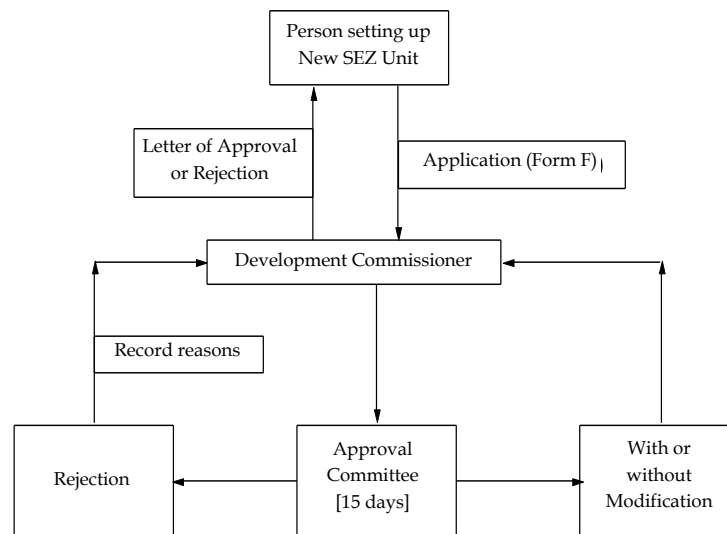 Person setting up
New SEZ Unit
Letter of Approval
or Rejection
Application (Form F)
Development Commissioner
Record reasons
Rejection
Approval
Committee
[15 days]
With or
without
Modification